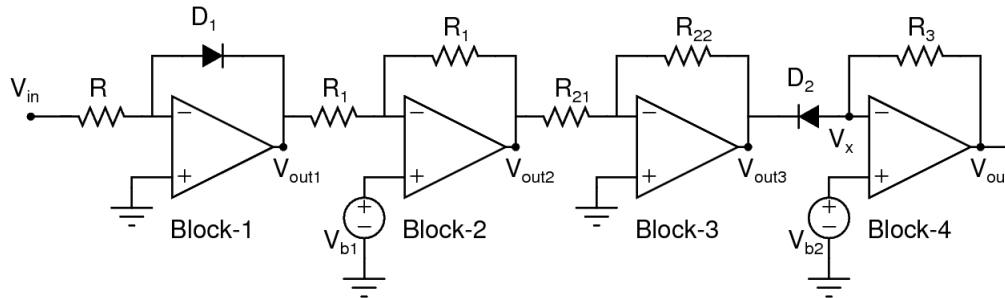 D1
R1
R22
R3
Vin
R
R1
R21
D2
−
−
−
Vx
−
+
Vout1
+
Vout2
+
Vout3
+
Vou
+
−
+
−
Block-1
Vb1
Block-2
Block-3
Vb2
Block-4